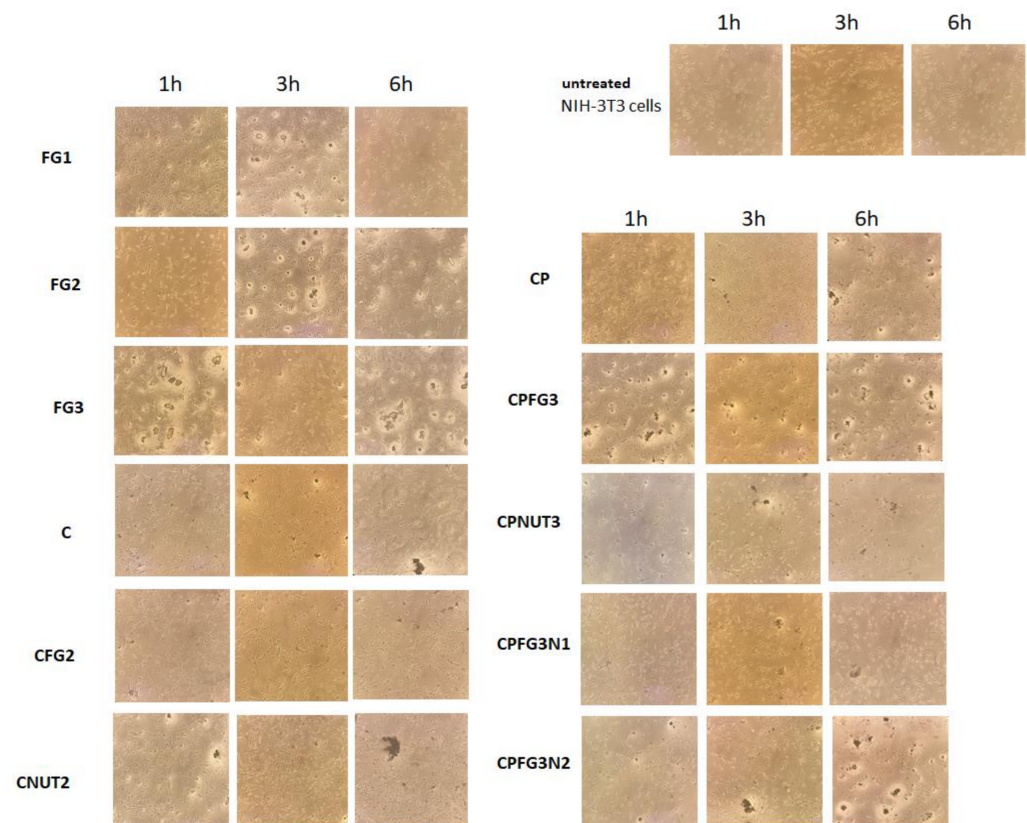 1h 3h 6h
untreated
NIH-3T3 cells
1h 3h 6h
FG1
FG2
FG3
C
CFG2
CNUT2
1h 3h 6h
CP
CPFG3
CPNUT3
CPFG3N1
CPFG3N2